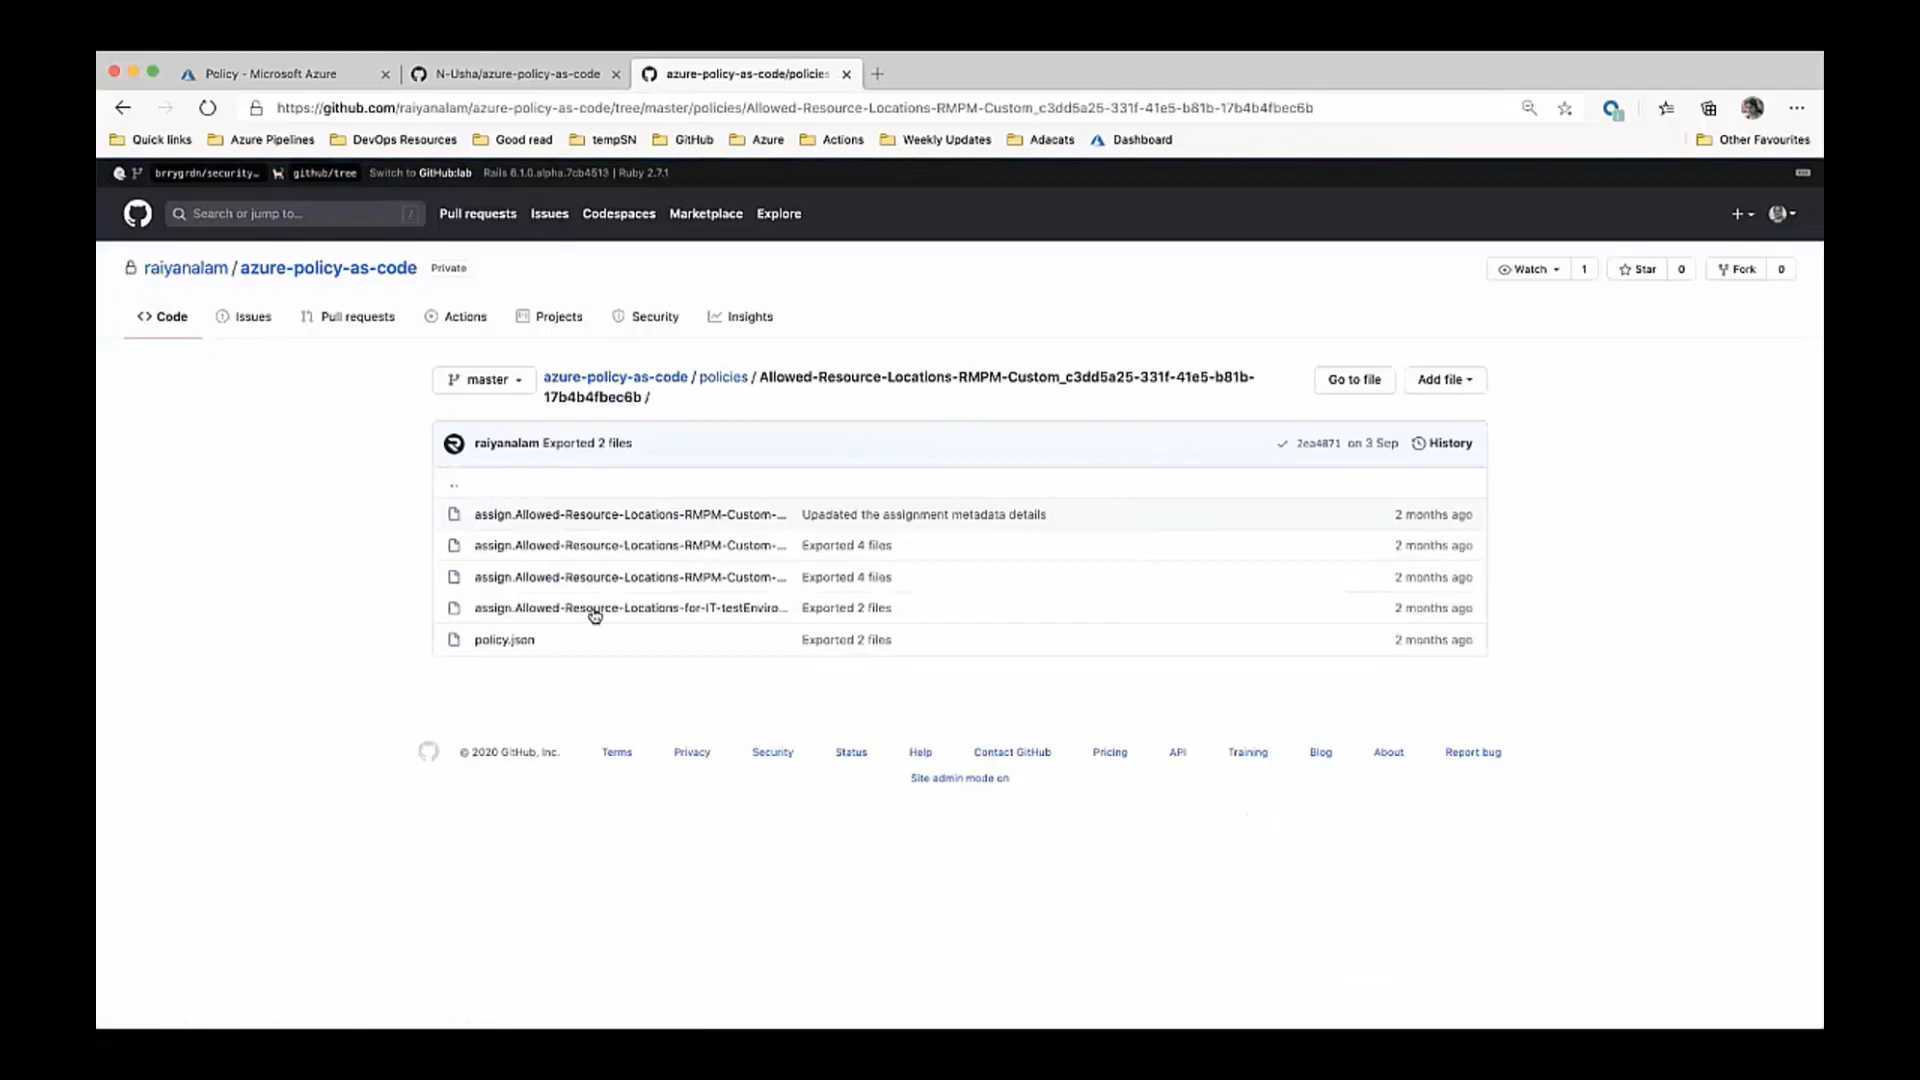 Policy - Microsoft Azure
N-Usha/azure-policy-as-code
azure-policy-as-code/policies
https://github.com/raiyanalam/azure-policy-as-code/tree/master/policies/Allowed-Resource-Locations-RMPM-Custom_c3dd5a25-331f-41e5-b81b-17b4b4fbec6b
Quick links Azure Pipelines DevOps Resources Good read tempSN GitHub Azure Actions Weekly Updates Adacats Dashboard Other Favourites
brrygrdn/security… github/tree Switch to GitHub:lab Rails 6.1.0.alpha.7cb4513 | Ruby 2.7.1
Search or jump to… / Pull requests Issues Codespaces Marketplace Explore
raiyanalam / azure-policy-as-code Private
Watch 1 Star 0 Fork 0
Code Issues Pull requests Actions Projects Security Insights
master azure-policy-as-code / policies / Allowed-Resource-Locations-RMPM-Custom_c3dd5a25-331f-41e5-b81b-
17b4b4fbec6b /
Go to file Add file
raiyanalam Exported 2 files 2ea4871 on 3 Sep History
..
assign.Allowed-Resource-Locations-RMPM-Custom-... Upadated the assignment metadata details 2 months ago
assign.Allowed-Resource-Locations-RMPM-Custom-... Exported 4 files 2 months ago
assign.Allowed-Resource-Locations-RMPM-Custom-... Exported 4 files 2 months ago
assign.Allowed-Resource-Locations-for-IT-testEnviro... Exported 2 files 2 months ago
policy.json Exported 2 files 2 months ago
© 2020 GitHub, Inc. Terms Privacy Security Status Help Contact GitHub Pricing API Training Blog About Report bug
Site admin mode on